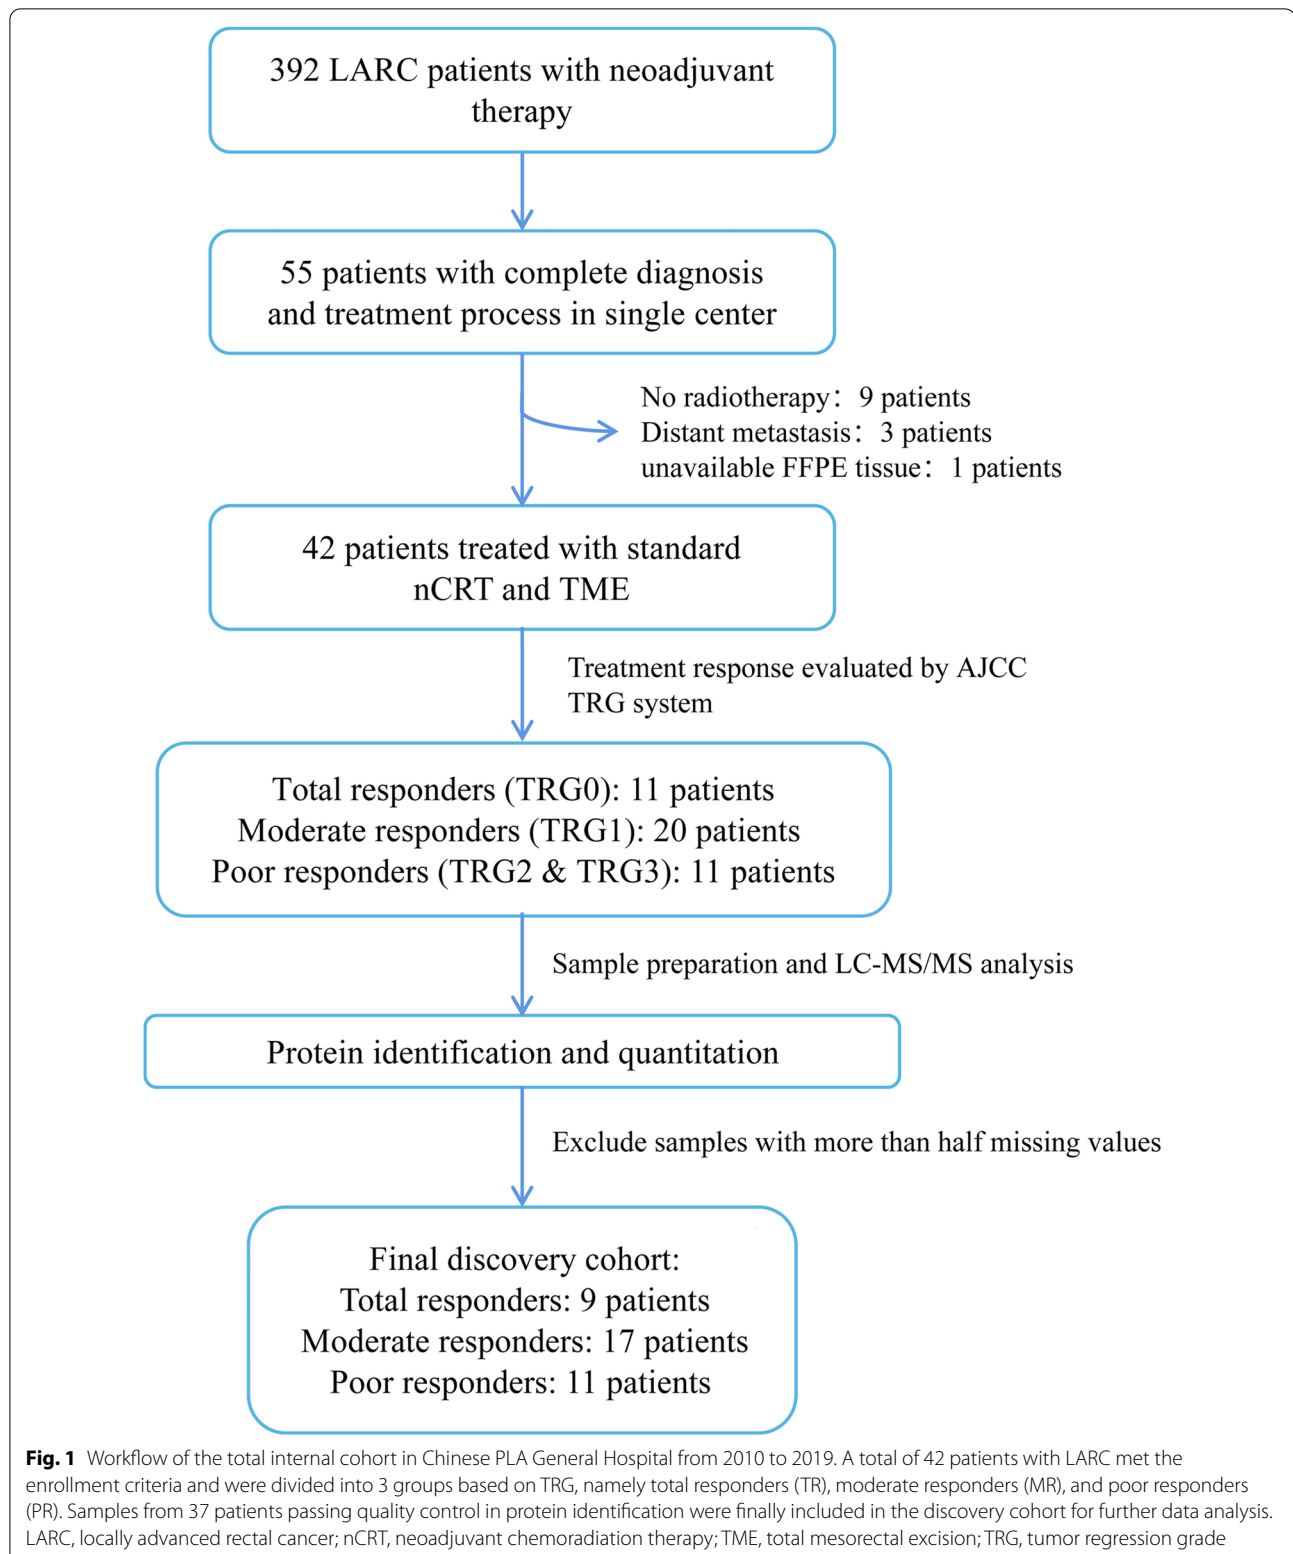 392 LARC patients with neoadjuvant
therapy
55 patients with complete diagnosis
and treatment process in single center
No radiotherapy：9 patients
Distant metastasis：3 patients
unavailable FFPE tissue：1 patients
42 patients treated with standard
nCRT and TME
Treatment response evaluated by AJCC
TRG system
Total responders (TRG0): 11 patients
Moderate responders (TRG1): 20 patients
Poor responders (TRG2 & TRG3): 11 patients
Sample preparation and LC-MS/MS analysis
Protein identification and quantitation
Exclude samples with more than half missing values
Final discovery cohort:
Total responders: 9 patients
Moderate responders: 17 patients
Poor responders: 11 patients
Fig. 1 Workflow of the total internal cohort in Chinese PLA General Hospital from 2010 to 2019. A total of 42 patients with LARC met the
enrollment criteria and were divided into 3 groups based on TRG, namely total responders (TR), moderate responders (MR), and poor responders
(PR). Samples from 37 patients passing quality control in protein identification were finally included in the discovery cohort for further data analysis.
LARC, locally advanced rectal cancer; nCRT, neoadjuvant chemoradiation therapy; TME, total mesorectal excision; TRG, tumor regression grade